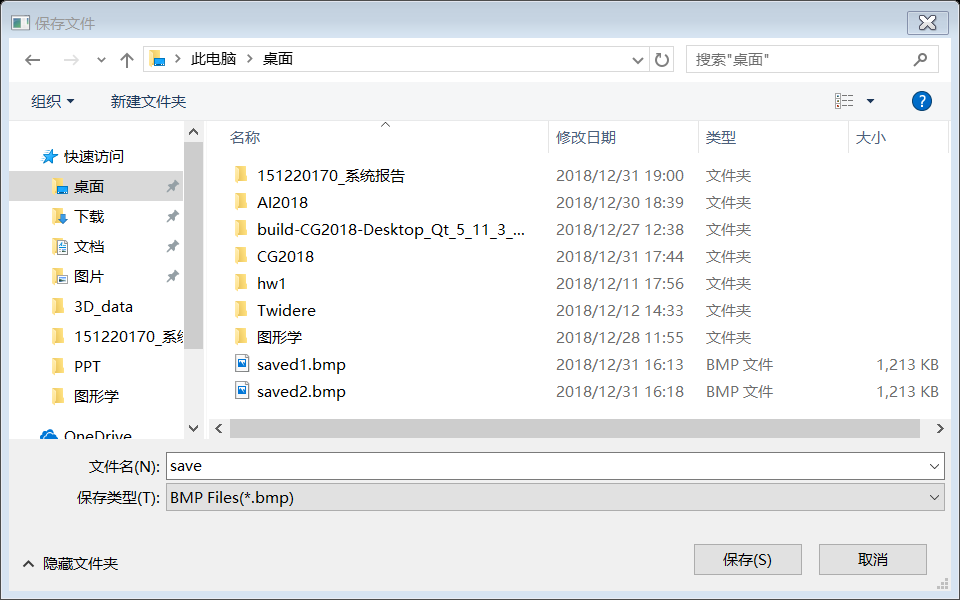 保存文件
此电脑 桌面 搜索"桌面"
组织 新建文件夹 ?
名称 修改日期 类型 大小
快速访问
桌面
下载
文档
图片
3D_data
151220170_系统
PPT
图形学
OneDrive
151220170_系统报告 2018/12/31 19:00 文件夹
AI2018 2018/12/30 18:39 文件夹
build-CG2018-Desktop_Qt_5_11_3_... 2018/12/27 12:38 文件夹
CG2018 2018/12/31 17:44 文件夹
hw1 2018/12/11 17:56 文件夹
Twidere 2018/12/12 14:33 文件夹
图形学 2018/12/28 11:55 文件夹
saved1.bmp 2018/12/31 16:13 BMP 文件 1,213 KB
saved2.bmp 2018/12/31 16:18 BMP 文件 1,213 KB
文件名(N): save
保存类型(T): BMP Files(*.bmp)
隐藏文件夹 保存(S) 取消